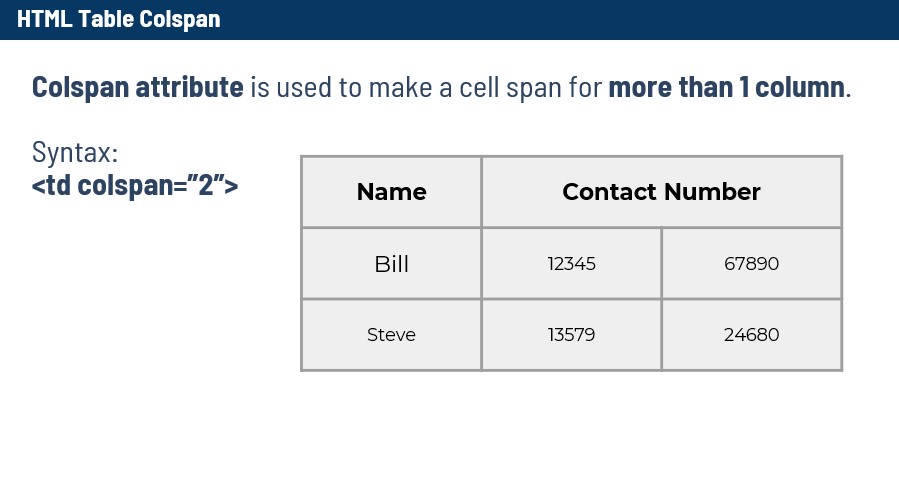 HTML Table Colspan
Colspan attribute is used to make a cell span for more than 1 column.
Syntax:
<td colspan=”2”>
Name Contact Number
Bill 12345 67890
Steve 13579 24680